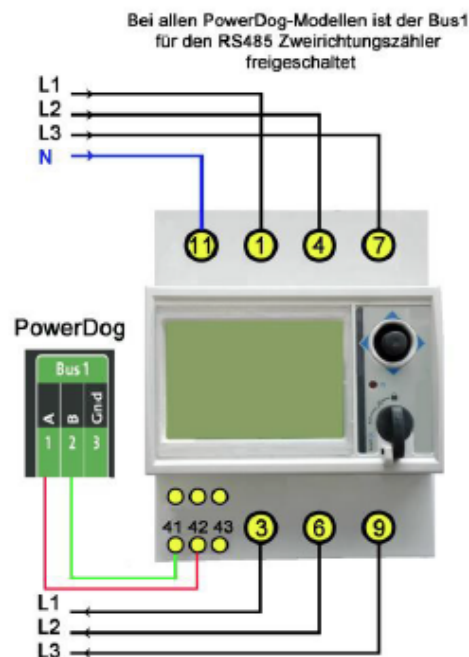 Bei allen PowerDog-Modellen ist der Bus1
für den RS485 Zweirichtungszähler
freigeschaltet
L1
L2
L3
N
11 1 4 7
PowerDog
Bus 1
A B Gnd
1 2 3
41 42 43 3 6 9
L1
L2
L3